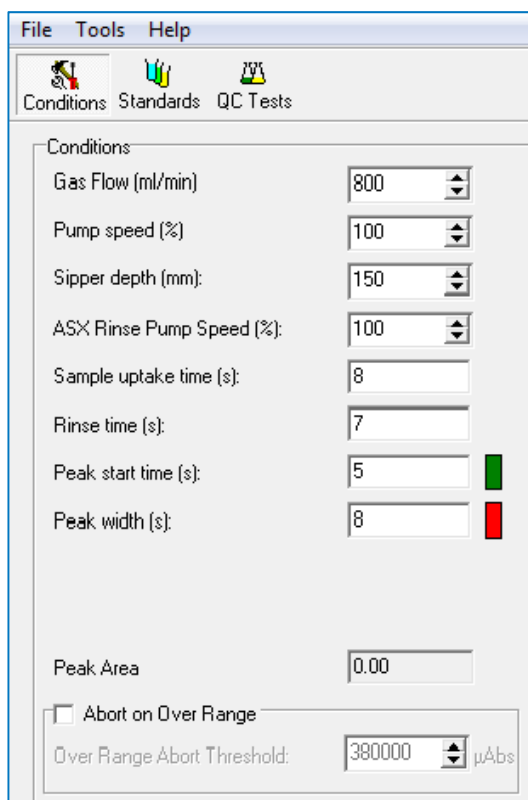 File Tools Help
Conditions Standards QC Tests
Conditions
Gas Flow (ml/min) 800
Pump speed (%) 100
Sipper depth (mm): 150
ASX Rinse Pump Speed (%): 100
Sample uptake time (s): 8
Rinse time (s): 7
Peak start time (s): 5
Peak width (s): 8
Peak Area 0.00
Abort on Over Range
Over Range Abort Threshold: 380000 µAbs